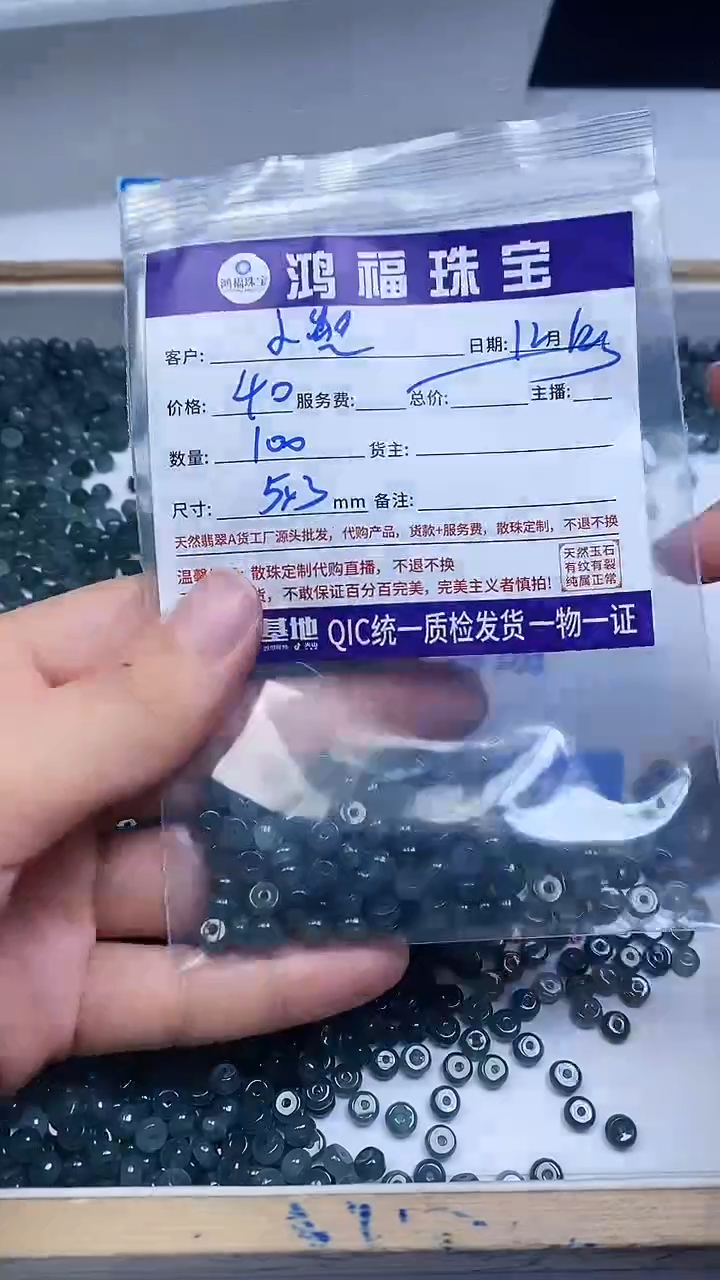 鸿福珠宝 鸿福珠宝
客户: 日期: 12月
价格: 40 服务费: 总价: 主播:
数量: 100 货主:
尺寸: 5x3 mm 备注:
天然翡翠A货工厂源头批发，代购产品，货款+服务费，散珠定制，不退不换
温馨 散珠定制代购直播，不退不换
货，不敢保证百分百完美，完美主义者慎拍!
天然玉石
有纹有裂
纯属正常
基地 QIC统一质检发货一物一证